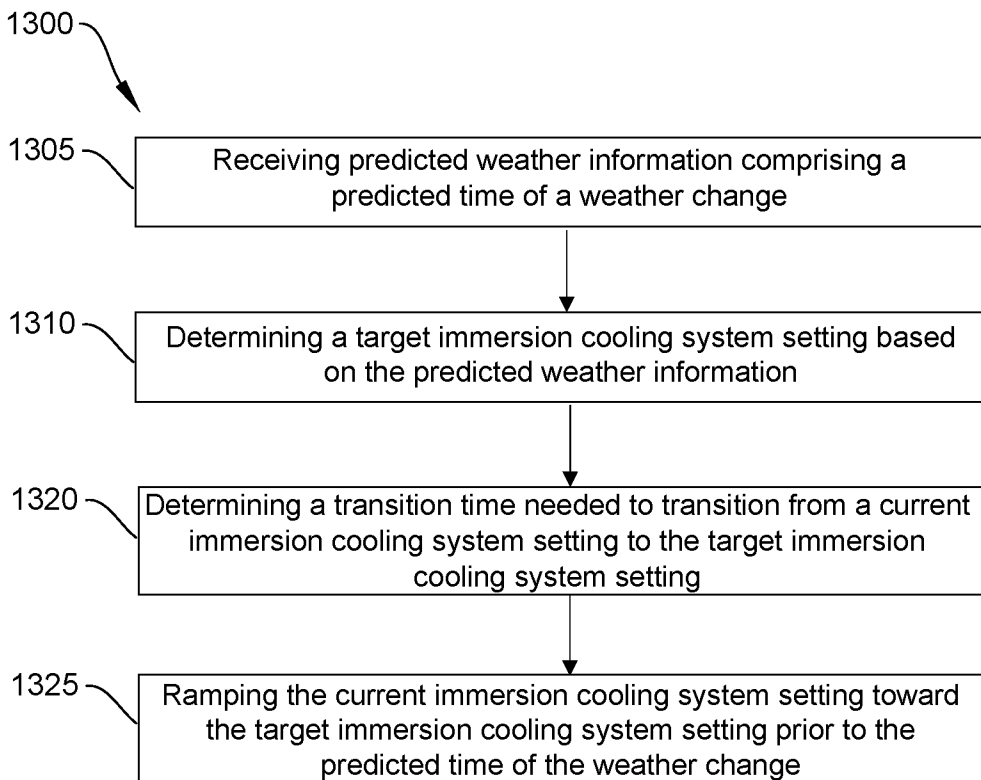 1300
1305
Receiving predicted weather information comprising a
predicted time of a weather change
1310
Determining a target immersion cooling system setting based
on the predicted weather information
1320
Determining a transition time needed to transition from a current
immersion cooling system setting to the target immersion
cooling system setting
1325
Ramping the current immersion cooling system setting toward
the target immersion cooling system setting prior to the
predicted time of the weather change